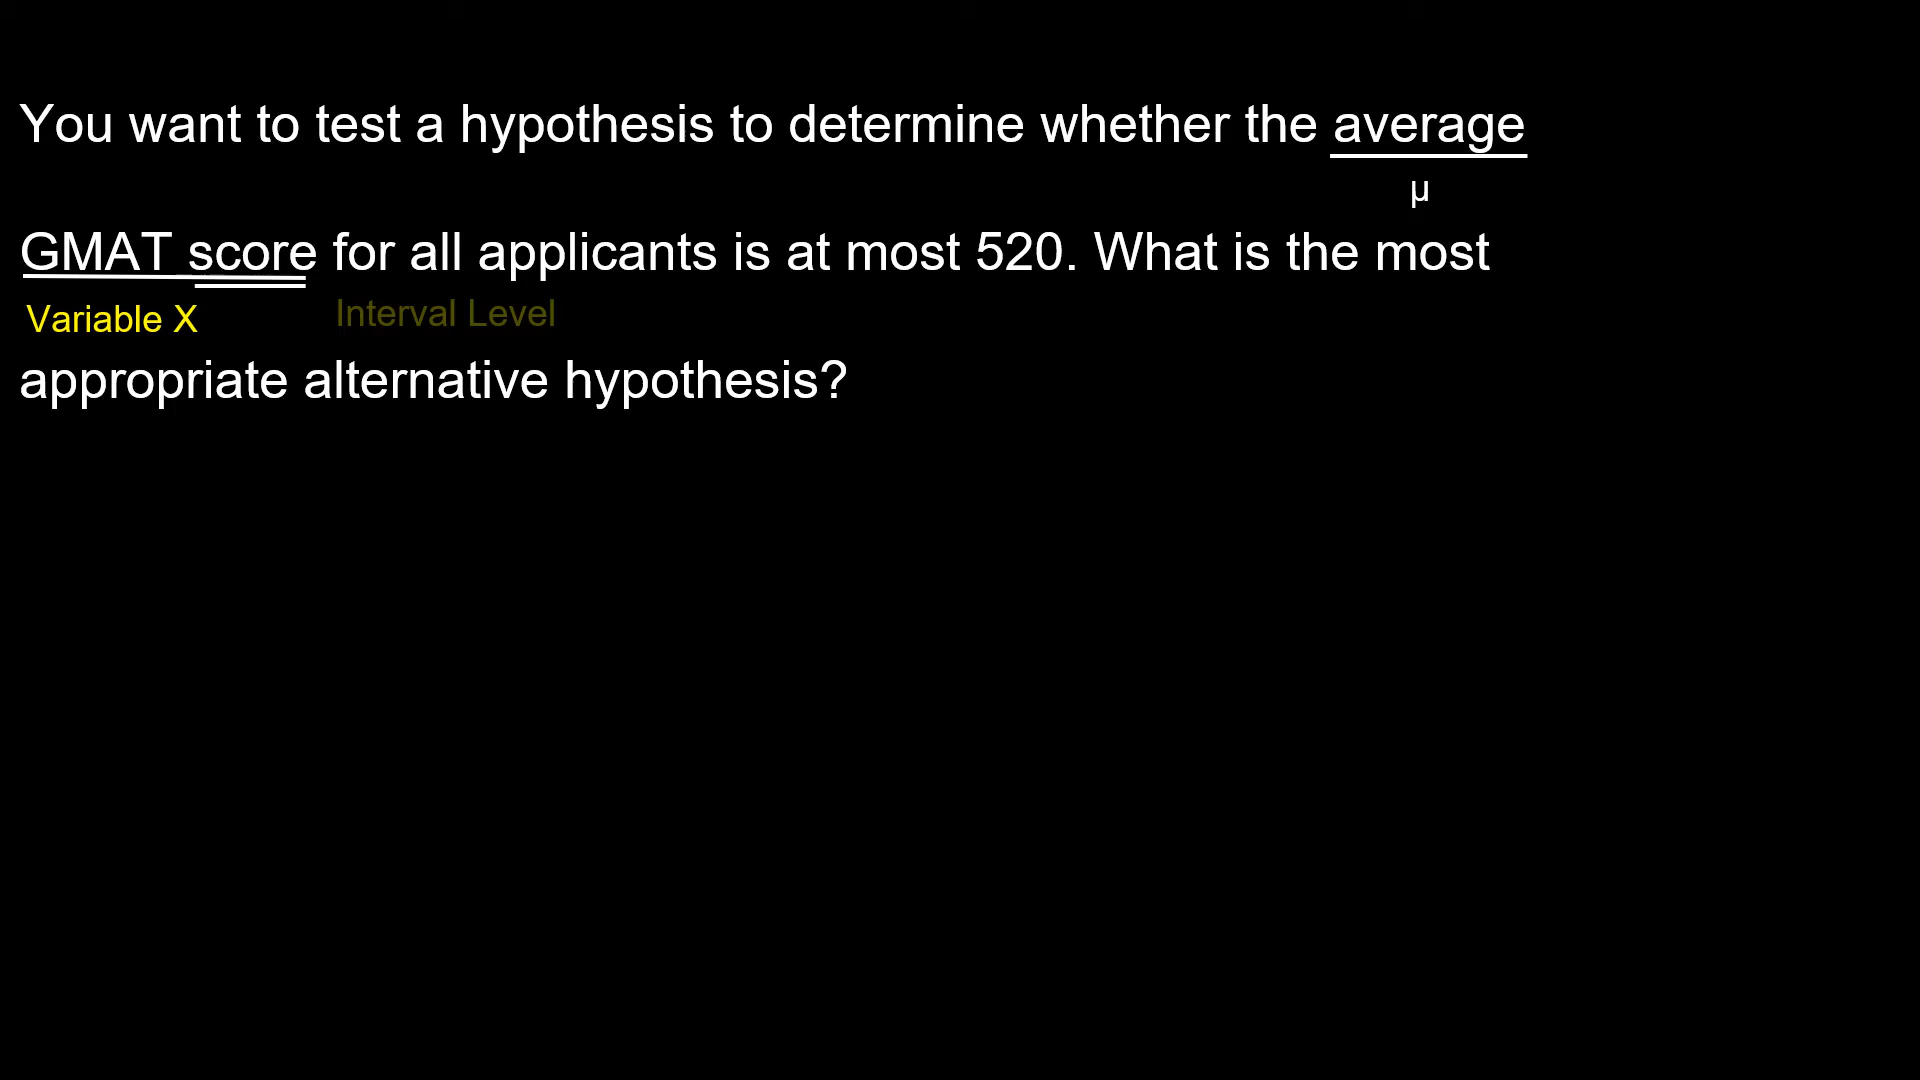 You want to test a hypothesis to determine whether the average
μ
GMAT score for all applicants is at most 520. What is the most
Variable X Interval Level
appropriate alternative hypothesis?